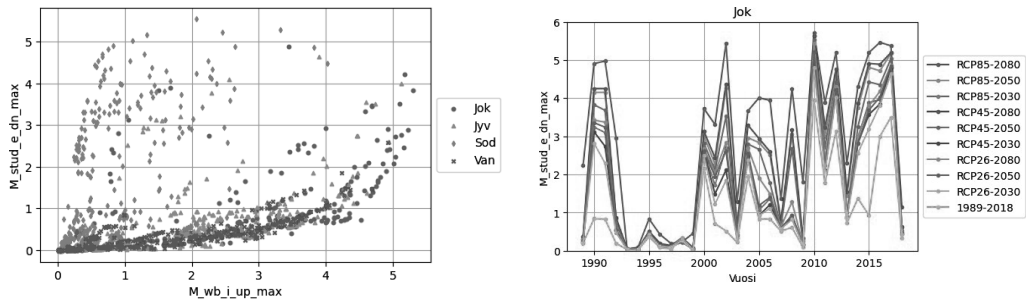 M_stud_e_dn_max
5
4
3
2
1
0
0
1
2
3
4
5
M_wb_i_up_max
Jok
Jyv
Sod
Van
Jok
M_stud_e_dn_max
6
5
4
3
2
1
0
1990
1995
2000
2005
2010
2015
Vuosi
RCP85-2080
RCP85-2050
RCP85-2030
RCP45-2080
RCP45-2050
RCP45-2030
RCP26-2080
RCP26-2050
RCP26-2030
1989-2018